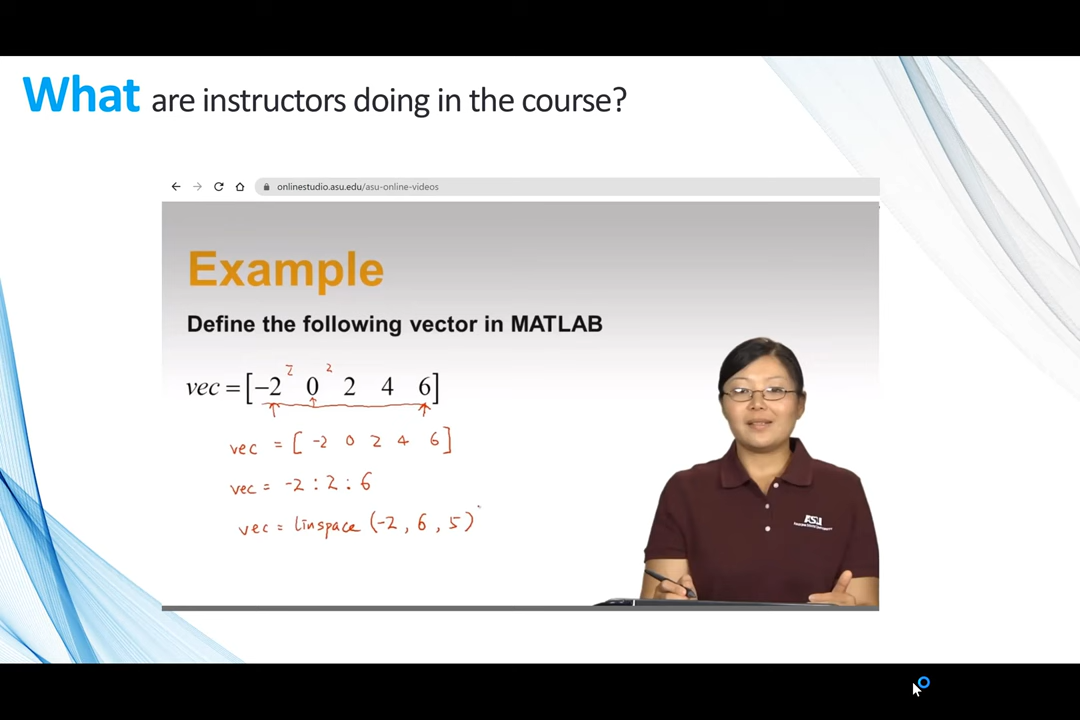 What are instructors doing in the course?
onlinestudio.asu.edu/asu-online-videos
Example
Define the following vector in MATLAB
2 2
vec = [−2 0 2 4 6]
vec = [ -2 0 2 4 6 ]
vec = -2 : 2 : 6
vec = linspace (-2, 6, 5)
ASU